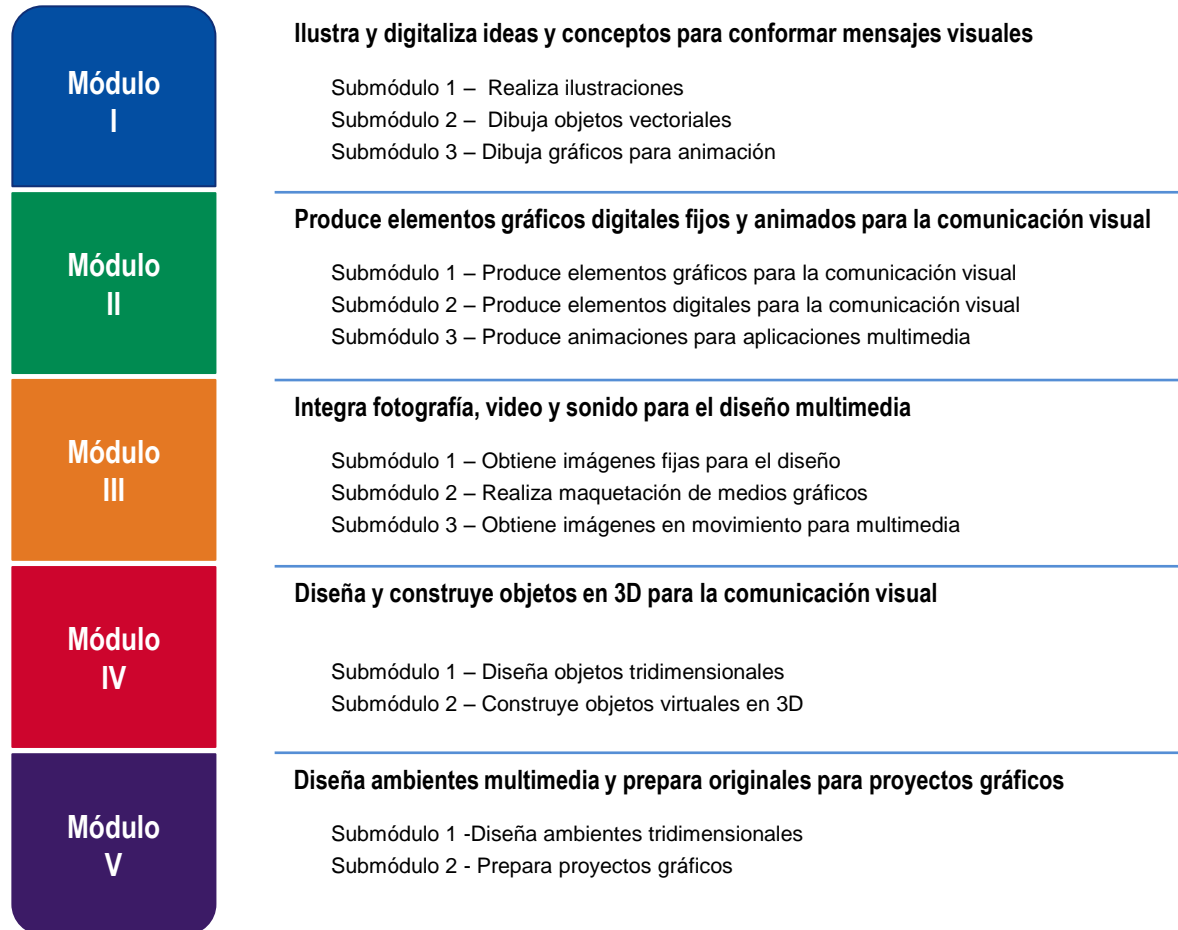 Módulo
I
Ilustra y digitaliza ideas y conceptos para conformar mensajes visuales
Submódulo 1 – Realiza ilustraciones
Submódulo 2 – Dibuja objetos vectoriales
Submódulo 3 – Dibuja gráficos para animación
Módulo
II
Produce elementos gráficos digitales fijos y animados para la comunicación visual
Submódulo 1 – Produce elementos gráficos para la comunicación visual
Submódulo 2 – Produce elementos digitales para la comunicación visual
Submódulo 3 – Produce animaciones para aplicaciones multimedia
Módulo
III
Integra fotografía, video y sonido para el diseño multimedia
Submódulo 1 – Obtiene imágenes fijas para el diseño
Submódulo 2 – Realiza maquetación de medios gráficos
Submódulo 3 – Obtiene imágenes en movimiento para multimedia
Módulo
IV
Diseña y construye objetos en 3D para la comunicación visual
Submódulo 1 – Diseña objetos tridimensionales
Submódulo 2 – Construye objetos virtuales en 3D
Módulo
V
Diseña ambientes multimedia y prepara originales para proyectos gráficos
Submódulo 1 -Diseña ambientes tridimensionales
Submódulo 2 - Prepara proyectos gráficos